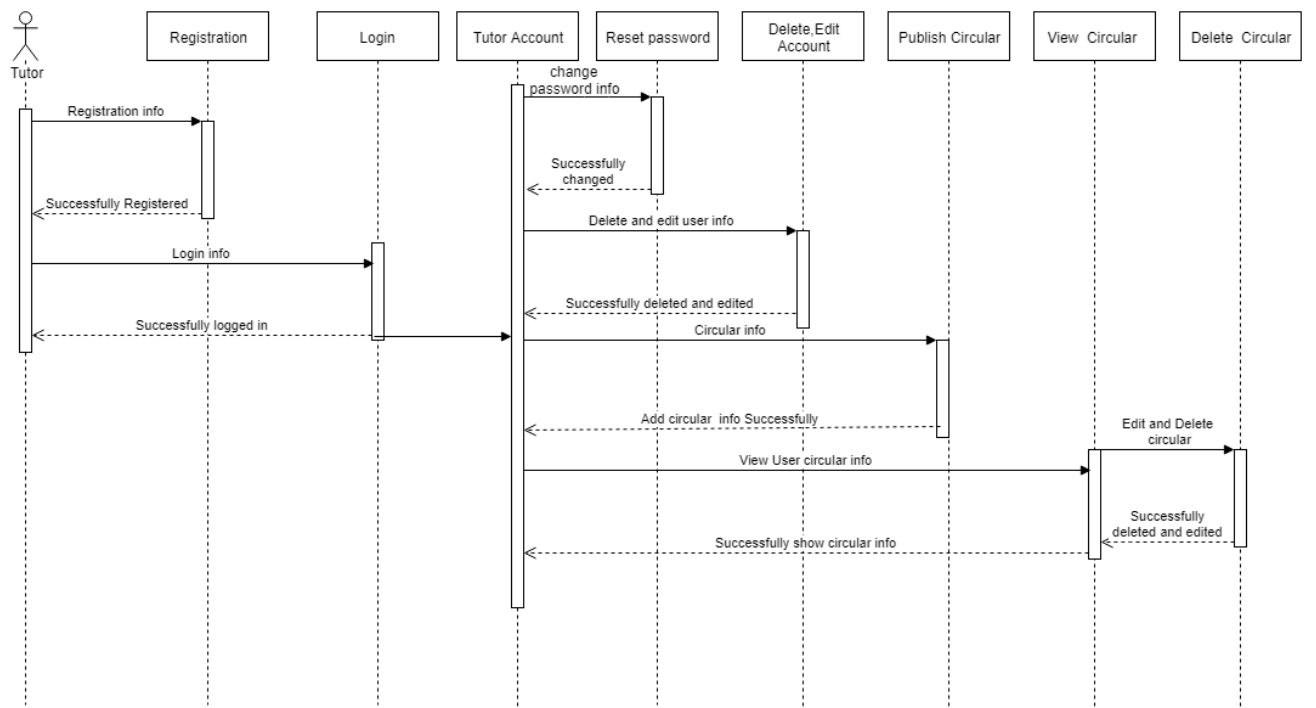 Tutor
Registration
Login
Tutor Account
Reset password
Delete,Edit
Account
Publish Circular
View Circular
Delete Circular
change
password info
Registration info
Successfully
changed
Successfully Registered
Delete and edit user info
Login info
Successfully deleted and edited
Successfully logged in
Circular info
Add circular info Successfully
Edit and Delete
circular
View User circular info
Successfully
deleted and edited
Successfully show circular info